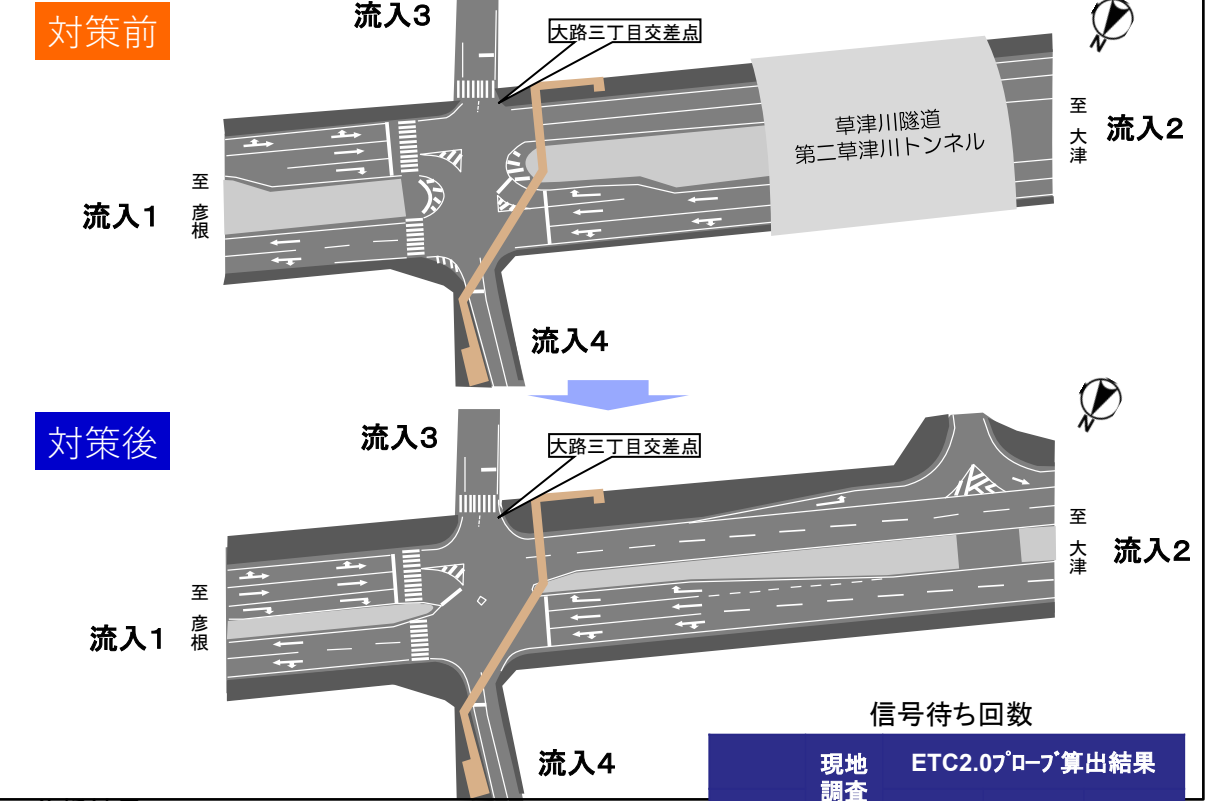 対策前
流入3
大路三丁目交差点
N
草津川隧道
第二草津川トンネル
至 大津
流入2
至 彦根
流入1
流入4
対策後
流入3
大路三丁目交差点
N
至 大津
流入2
至 彦根
流入1
流入4
信号待ち回数
現地
調査
ETC2.0ﾌﾟﾛｰﾌﾞ算出結果